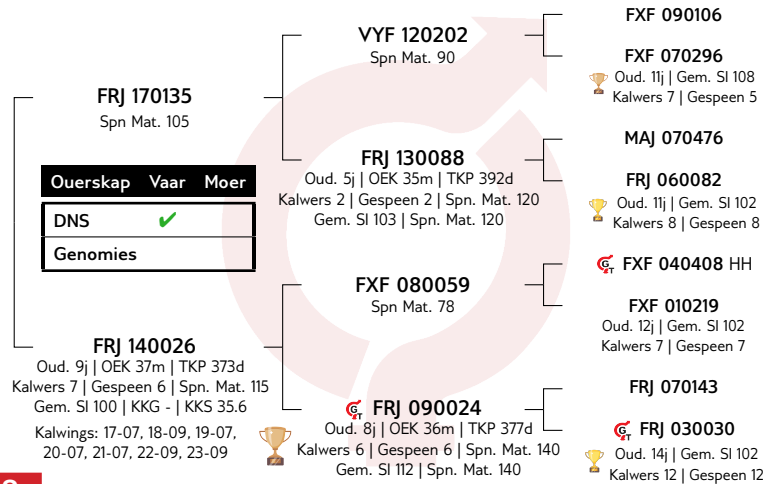 FRJ 170135
Spn Mat. 105
Ouerskap Vaar Moer
DNS ✔
Genomies
FRJ 140026
Oud. 9j | OEK 37m | TKP 373d
Kalwers 7 | Gespeen 6 | Spn. Mat. 115
Gem. SI 100 | KKG - | KKS 35.6
Kalwings: 17-07, 18-09, 19-07,
20-07, 21-07, 22-09, 23-09
VYF 120202
Spn Mat. 90
FRJ 130088
Oud. 5j | OEK 35m | TKP 392d
Kalwers 2 | Gespeen 2 | Spn. Mat. 120
Gem. SI 103 | Spn. Mat. 120
FXF 080059
Spn Mat. 78
GT FRJ 090024
Oud. 8j | OEK 36m | TKP 377d
Kalwers 6 | Gespeen 6 | Spn. Mat. 140
Gem. SI 112 | Spn. Mat. 140
FXF 090106
FXF 070296
Oud. 11j | Gem. SI 108
Kalwers 7 | Gespeen 5
MAJ 070476
FRJ 060082
Oud. 11j | Gem. SI 102
Kalwers 8 | Gespeen 8
GT FXF 040408 HH
FXF 010219
Oud. 12j | Gem. SI 102
Kalwers 7 | Gespeen 7
FRJ 070143
GT FRJ 030030
Oud. 14j | Gem. SI 102
Kalwers 12 | Gespeen 12